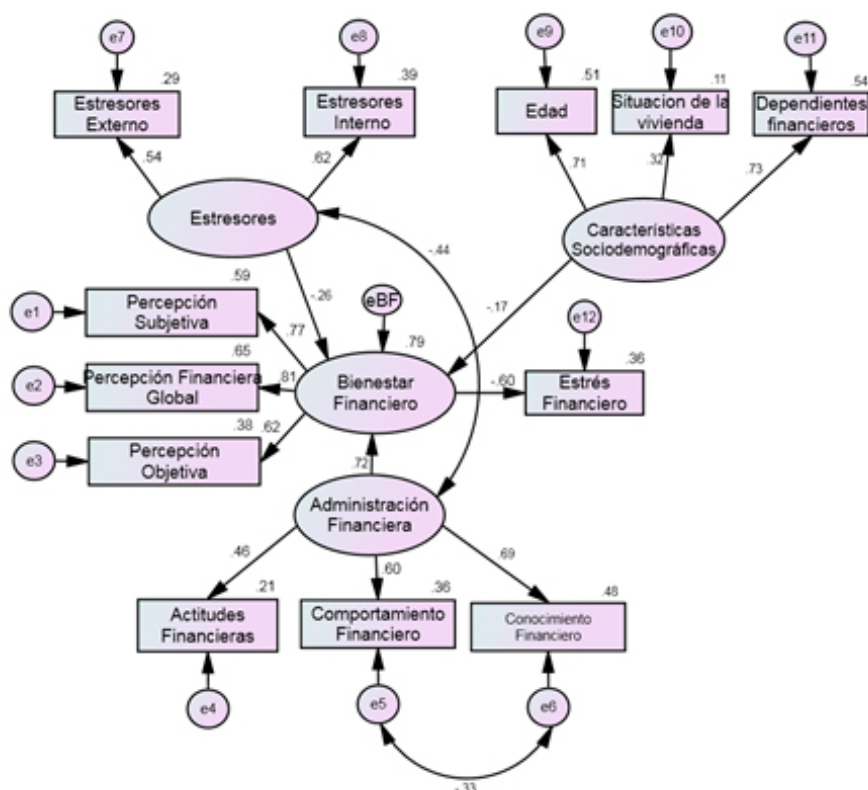 e7
e8
e9
e10
e11
.29
.39
.51
.11
.54
Estresores
Externo
Estresores
Interno
Edad
Situacion de la
vivienda
Dependientes
financieros
.54
.62
.71
.32
.73
Estresores
Características
Sociodemográficas
-.44
.59
-.26
-.17
e1
Percepción
Subjetiva
.77
eBF
.79
e12
.65
.36
e2
Percepción Financiera
Global
.81
Bienestar
Financiero
-.60
Estrés
Financiero
.38
.62
e3
Percepción
Objetiva
.72
Administración
Financiera
.46
.60
.69
.21
.36
.48
Actitudes
Financieras
Comportamiento
Financiero
Conocimiento
Financiero
e4
e5
e6
-.33